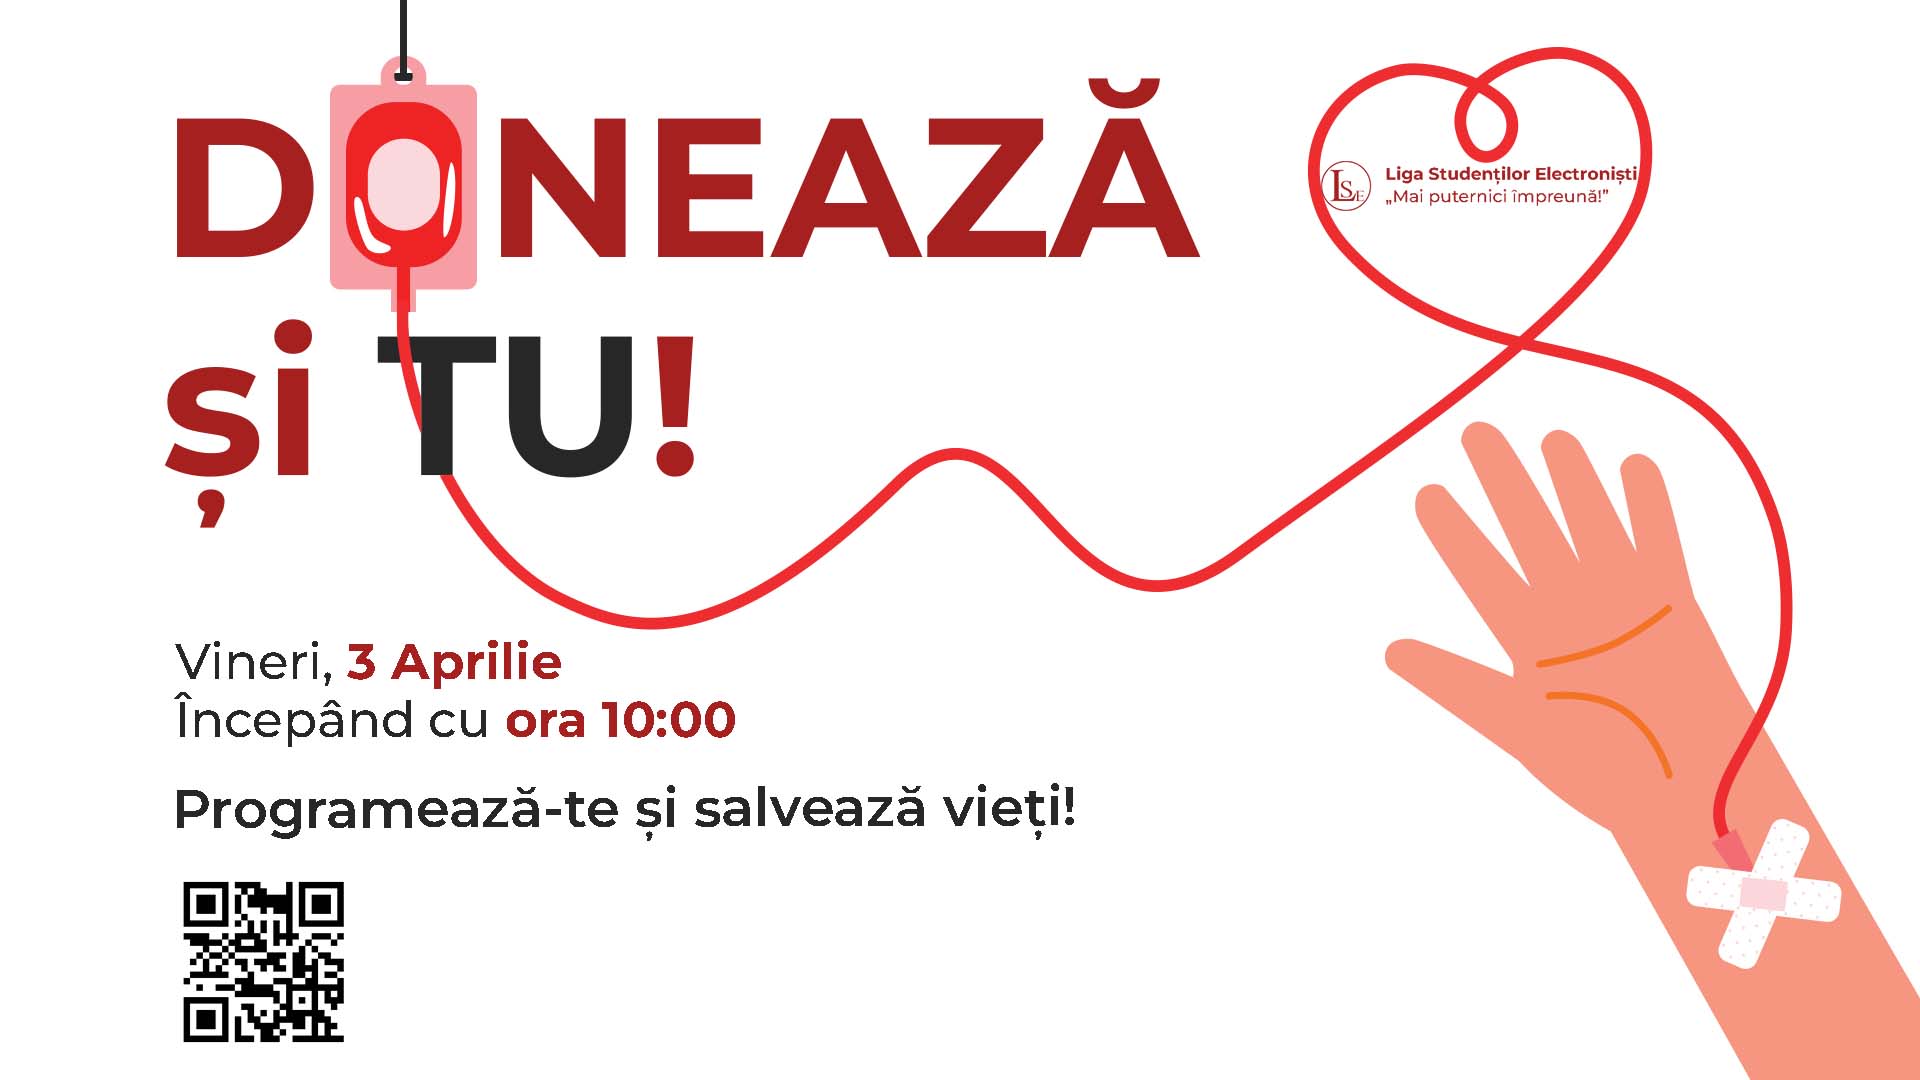 DONEAZĂ
și TU!
LSE
Liga Studenților Electroniști
„Mai puternici împreună!”
Vineri, 3 Aprilie
Începând cu ora 10:00
Programează-te și salvează vieți!